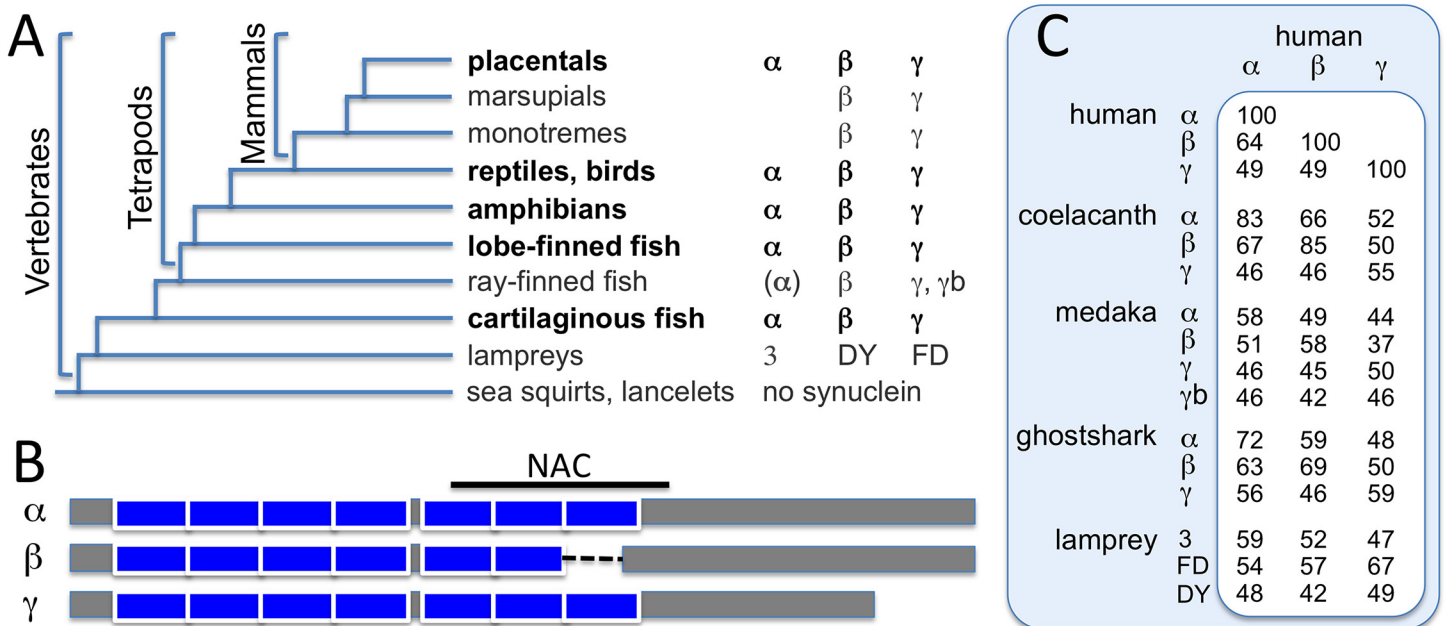 A
Vertebrates
Tetrapods
Mammals
placentals α β γ
marsupials β γ
monotremes β γ
reptiles, birds α β γ
amphibians α β γ
lobe-finned fish α β γ
ray-finned fish (α) β γ, γb
cartilaginous fish α β γ
lampreys 3 DY FD
sea squirts, lancelets no synuclein
B
NAC
α
β
γ
C
human
α β γ
human α 100
β 64 100
γ 49 49 100
coelacanth α 83 66 52
β 67 85 50
γ 46 46 55
medaka α 58 49 44
β 51 58 37
γ 46 45 50
γb 46 42 46
ghostshark α 72 59 48
β 63 69 50
γ 56 46 59
lamprey 3 59 52 47
FD 54 57 67
DY 48 42 49